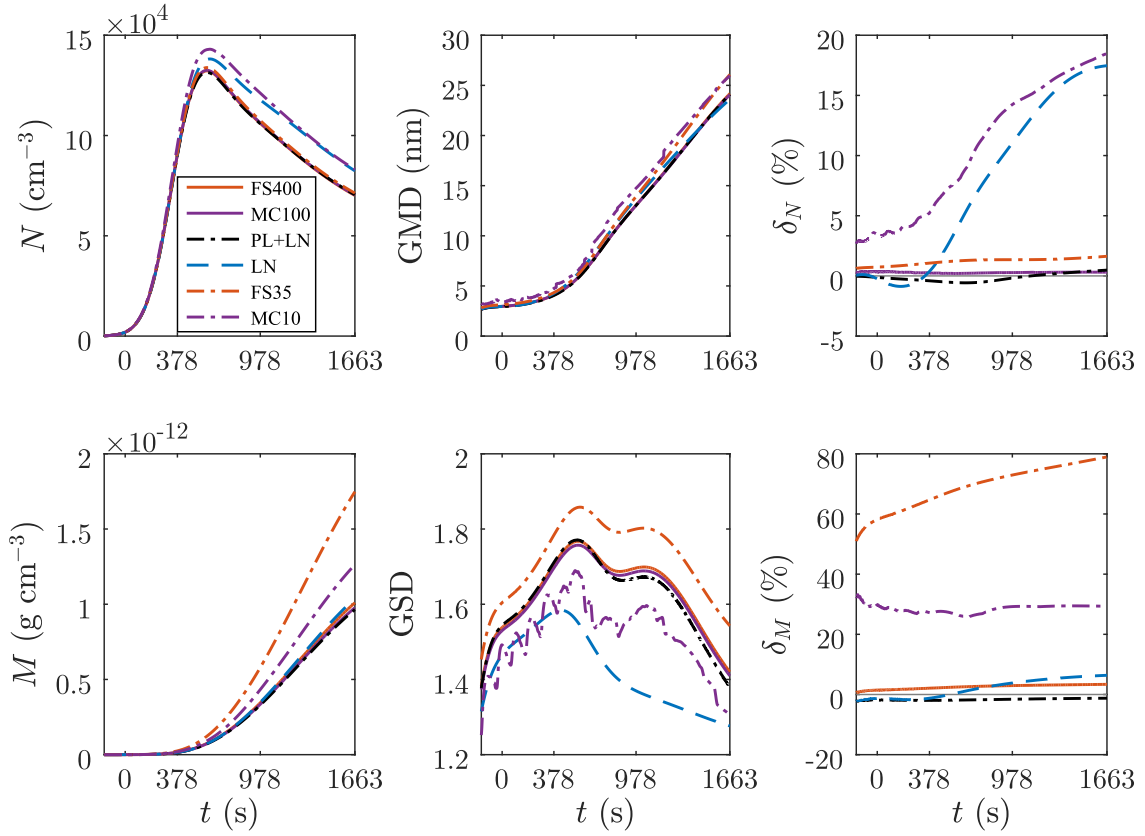 ×10⁴
15
10
5
0
N (cm⁻³)
0 378 978 1663
FS400
MC100
PL+LN
LN
FS35
MC10
30
25
20
15
10
5
0
GMD (nm)
0 378 978 1663
20
15
10
5
0
-5
δ_N (%)
0 378 978 1663
×10⁻¹²
2
1.5
1
0.5
0
M (g cm⁻³)
0 378 978 1663
t (s)
2
1.8
1.6
1.4
1.2
GSD
0 378 978 1663
t (s)
80
60
40
20
0
-20
δ_M (%)
0 378 978 1663
t (s)